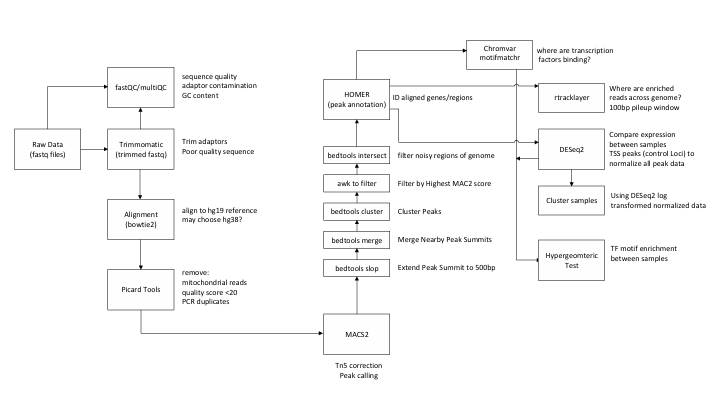 Raw Data
(fastq files)
fastQC/multiQC
sequence quality
adaptor contamination
GC content
Trimmomatic
(trimmed fastq)
Trim adaptors
Poor quality sequence
Alignment
(bowtie2)
align to hg19 reference
may choose hg38?
Picard Tools
remove:
mitochondrial reads
quality score <20
PCR duplicates
MACS2
Tn5 correction
Peak calling
bedtools slop
Extend Peak Summit to 500bp
bedtools merge
Merge Nearby Peak Summits
bedtools cluster
Cluster Peaks
awk to filter
Filter by Highest MAC2 score
bedtools intersect
filter noisy regions of genome
HOMER
(peak annotation)
ID aligned genes/regions
Chromvar
motifmatchr
where are transcription
factors binding?
rtracklayer
Where are enriched
reads across genome?
100bp pileup window
DESeq2
Compare expression
between samples
TSS peaks (control Loci) to
normalize all peak data
Cluster samples
Using DESeq2 log
transformed normalized data
Hypergeomteric
Test
TF motif enrichment
between samples